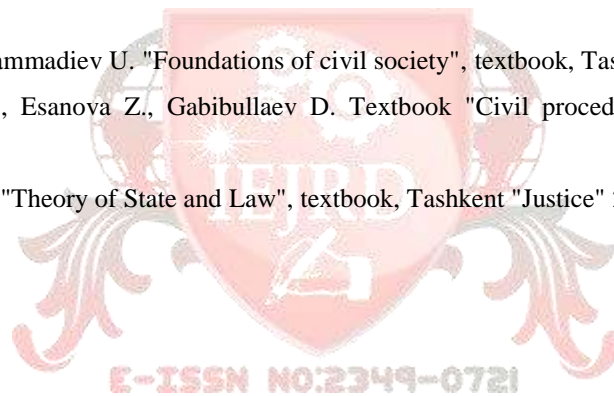 ammadiev U. "Foundations of civil society", textbook, Tas
, Esanova Z., Gabibullaev D. Textbook "Civil proced
"Theory of State and Law", textbook, Tashkent "Justice"
IEJRD
E-ISSN NO:2349-0721